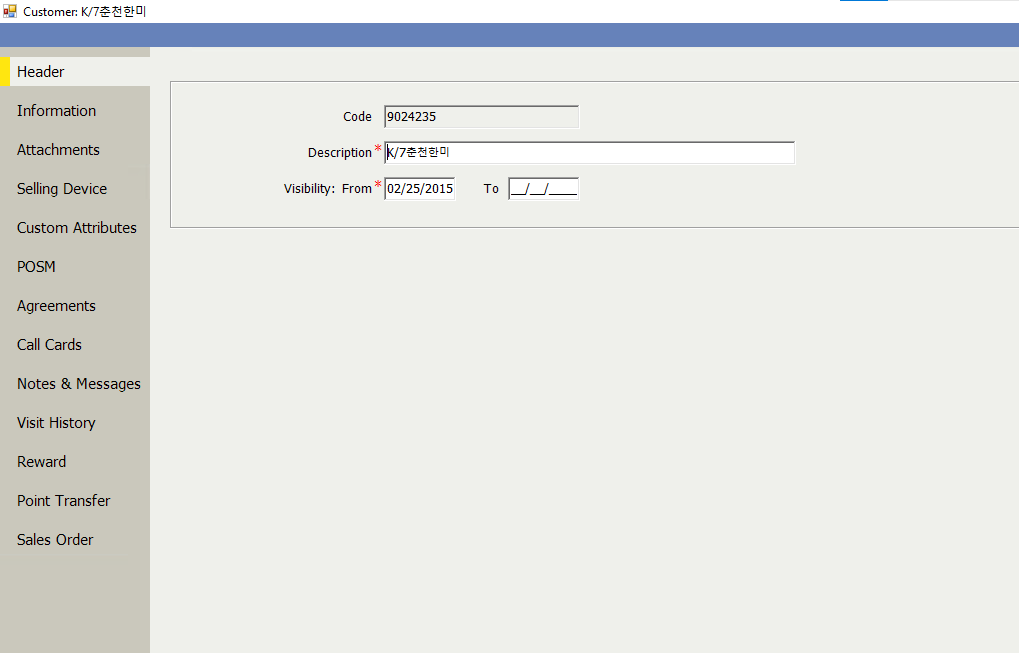 Customer: K/7춘천한미
Header
Information
Attachments
Selling Device
Custom Attributes
POSM
Agreements
Call Cards
Notes & Messages
Visit History
Reward
Point Transfer
Sales Order
Code 9024235
Description * K/7춘천한미
Visibility: From * 02/25/2015 To __/__/____